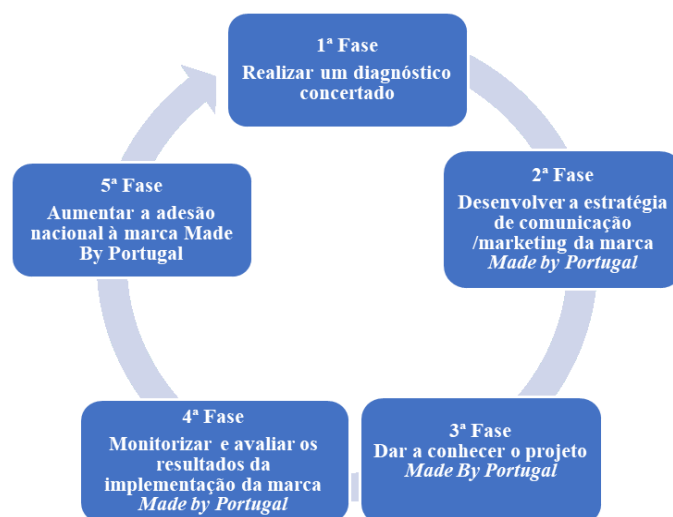 1ª Fase
Realizar um diagnóstico
concertado
2ª Fase
Desenvolver a estratégia
de comunicação
/marketing da marca
Made by Portugal
3ª Fase
Dar a conhecer o projeto
Made By Portugal
4ª Fase
Monitorizar e avaliar os
resultados da
implementação da marca
Made by Portugal
5ª Fase
Aumentar a adesão
nacional à marca Made
By Portugal